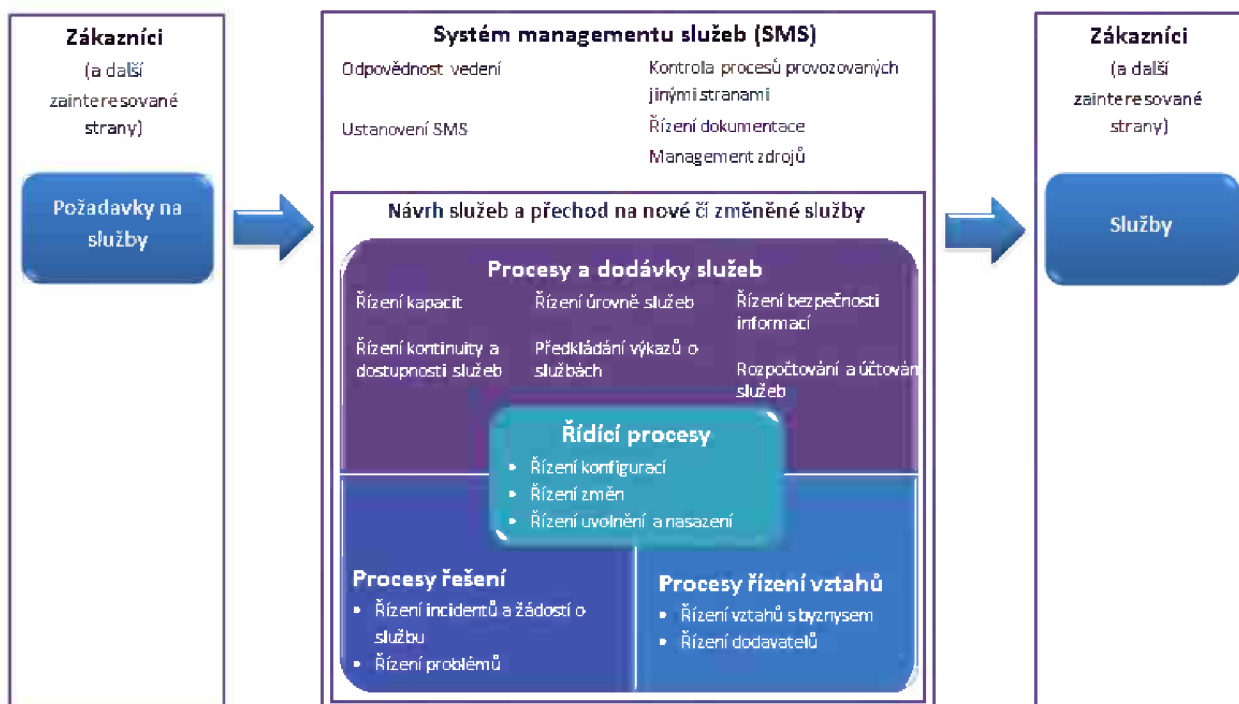 Zákazníci
(a další
zainteresované
strany)
Požadavky na
služby
Systém managementu služeb (SMS)
Odpovědnost vedení
Ustanovení SMS
Kontrola procesů provozovaných
jinými stranami
Řízení dokumentace
Management zdrojů
Návrh služeb a přechod na nové čí změněné služby
Procesy a dodávky služeb
Řízení kapacit
Řízení kontinuity a
dostupnosti služeb
Řízení úrovně služeb
Předkládání výkazů o
službách
Řízení bezpečnosti
informací
Rozpočtování a účtován
služeb
Řídící procesy
• Řízení konfigurací
• Řízení změn
• Řízení uvolnění a nasazení
Procesy řešení
• Řízení incidentů a žádostí o
službu
• Řízení problémů
Procesy řízení vztahů
• Řízení vztahů s byznysem
• Řízení dodavatelů
Zákazníci
(a další
zainteresované
strany)
Služby